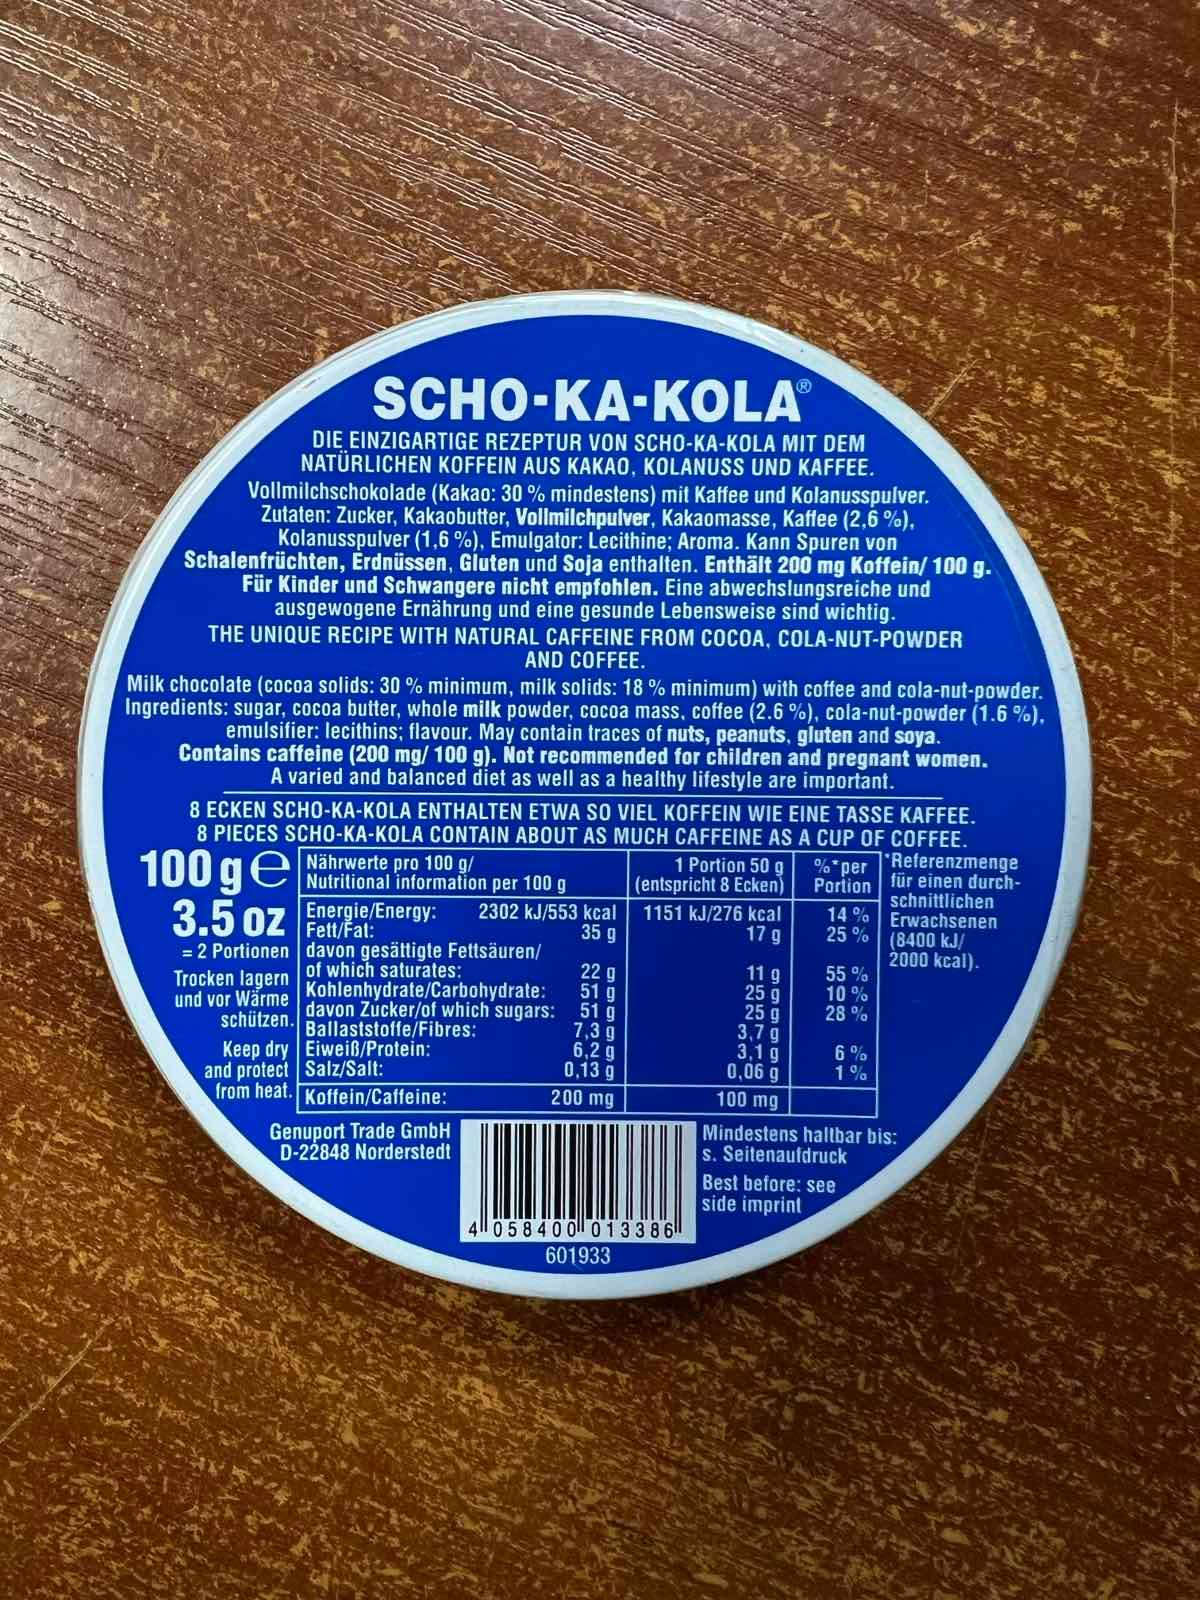 SCHO-KA-KOLA®
DIE EINZIGARTIGE REZEPTUR VON SCHO-KA-KOLA MIT DEM
NATÜRLICHEN KOFFEIN AUS KAKAO, KOLANUSS UND KAFFEE.
Vollmilchschokolade (Kakao: 30 % mindestens) mit Kaffee und Kolanusspulver.
Zutaten: Zucker, Kakaobutter, Vollmilchpulver, Kakaomasse, Kaffee (2,6 %),
Kolanusspulver (1,6 %), Emulgator: Lecithine; Aroma. Kann Spuren von
Schalenfrüchten, Erdnüssen, Gluten und Soja enthalten. Enthält 200 mg Koffein/ 100 g.
Für Kinder und Schwangere nicht empfohlen. Eine abwechslungsreiche und
ausgewogene Ernährung und eine gesunde Lebensweise sind wichtig.
THE UNIQUE RECIPE WITH NATURAL CAFFEINE FROM COCOA, COLA-NUT-POWDER
AND COFFEE.
Milk chocolate (cocoa solids: 30 % minimum, milk solids: 18 % minimum) with coffee and cola-nut-powder.
Ingredients: sugar, cocoa butter, whole milk powder, cocoa mass, coffee (2.6 %), cola-nut-powder (1.6 %),
emulsifier: lecithins; flavour. May contain traces of nuts, peanuts, gluten and soya.
Contains caffeine (200 mg/ 100 g). Not recommended for children and pregnant women.
A varied and balanced diet as well as a healthy lifestyle are important.
8 ECKEN SCHO-KA-KOLA ENTHALTEN ETWA SO VIEL KOFFEIN WIE EINE TASSE KAFFEE.
8 PIECES SCHO-KA-KOLA CONTAIN ABOUT AS MUCH CAFFEINE AS A CUP OF COFFEE.
100 g e
3.5 oz
= 2 Portionen
Trocken lagern
und vor Wärme
schützen.
Keep dry
and protect
from heat.
Nährwerte pro 100 g/ 1 Portion 50 g %* per
Nutritional information per 100 g (entspricht 8 Ecken) Portion
Energie/Energy: 2302 kJ/553 kcal 1151 kJ/276 kcal 14 %
Fett/Fat: 35 g 17 g 25 %
davon gesättigte Fettsäuren/
of which saturates: 22 g 11 g 55 %
Kohlenhydrate/Carbohydrate: 51 g 25 g 10 %
davon Zucker/of which sugars: 51 g 25 g 28 %
Ballaststoffe/Fibres: 7,3 g 3,7 g
Eiweiß/Protein: 6,2 g 3,1 g 6 %
Salz/Salt: 0,13 g 0,06 g 1 %
Koffein/Caffeine: 200 mg 100 mg
*Referenzmenge
für einen durch-
schnittlichen
Erwachsenen
(8400 kJ/
2000 kcal).
Genuport Trade GmbH
D-22848 Norderstedt
4 058400 013386
601933
Mindestens haltbar bis:
s. Seitenaufdruck
Best before: see
side imprint